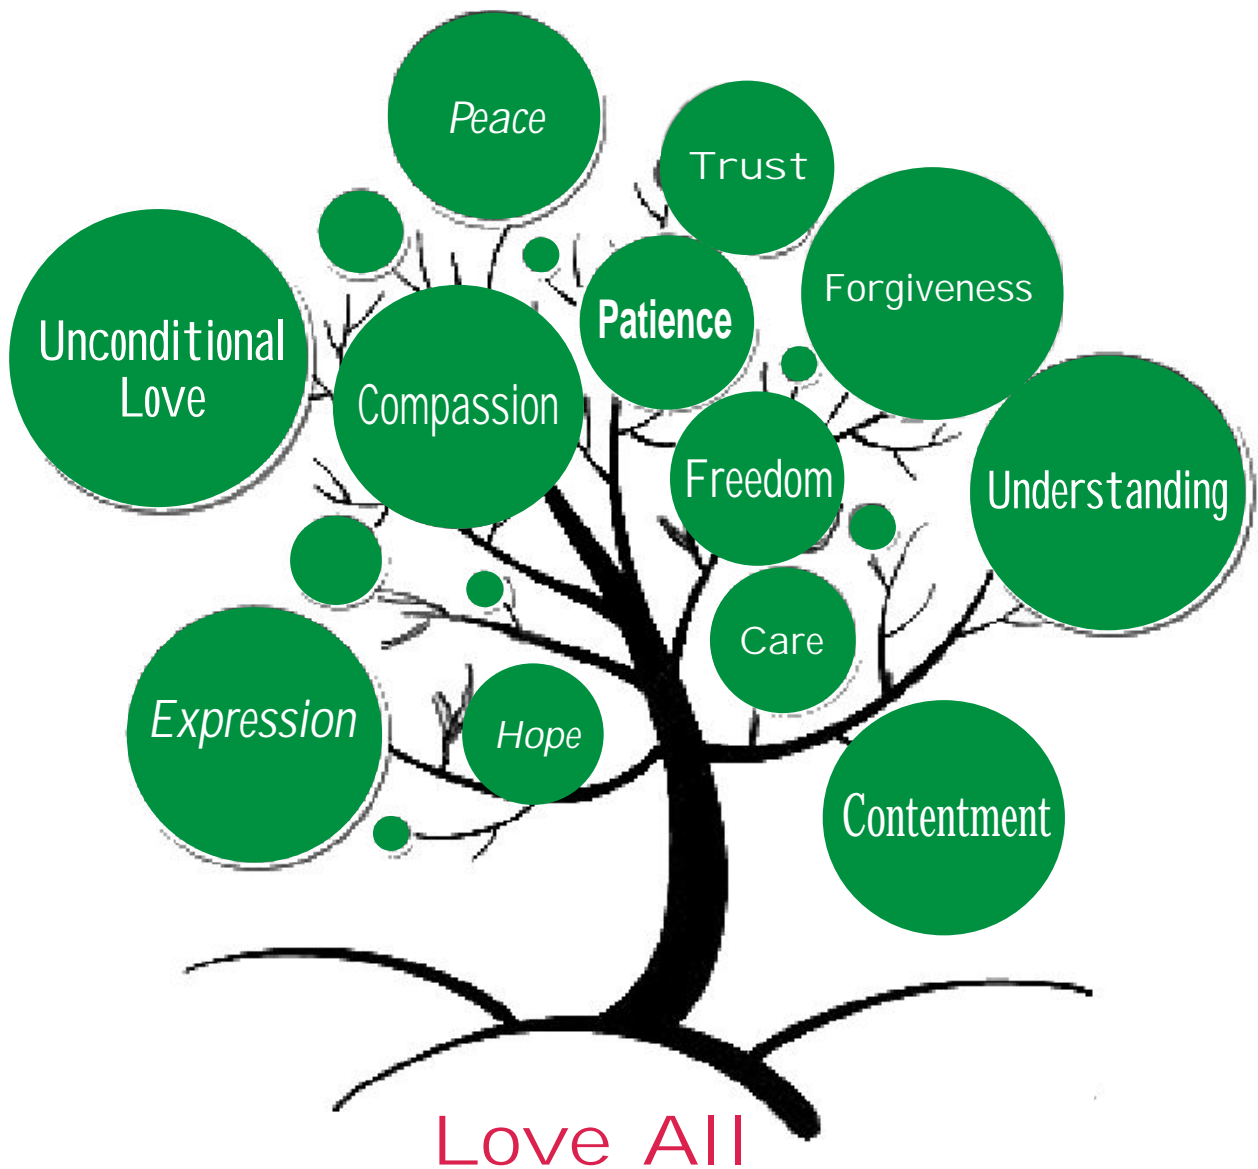 Peace
Trust
Forgiveness
Unconditional
Love
Patience
Compassion
Freedom
Understanding
Care
Expression
Hope
Contentment
Love All